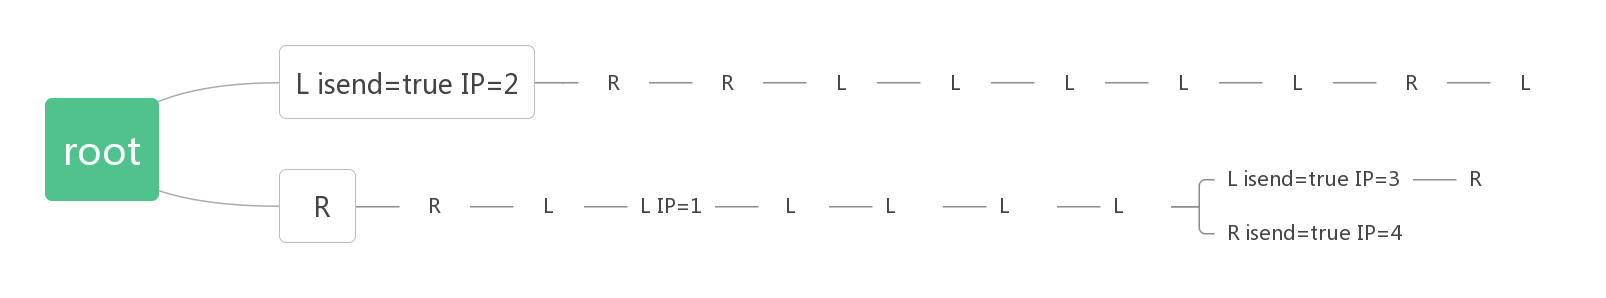 root
L isend=true IP=2 R R L L L L L R L
R R L L IP=1 L L L L
L isend=true IP=3 R
R isend=true IP=4